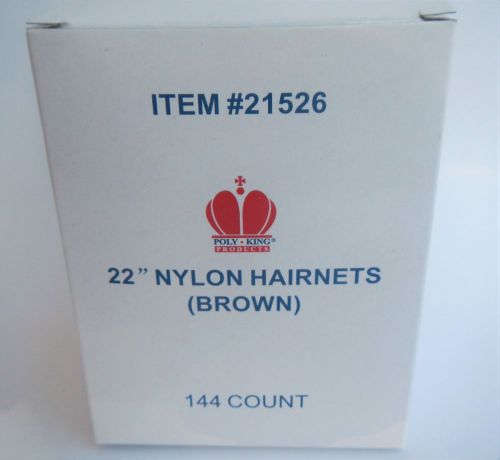 ITEM #21526
POLY • KING®
PRODUCTS
22” NYLON HAIRNETS
(BROWN)
144 COUNT